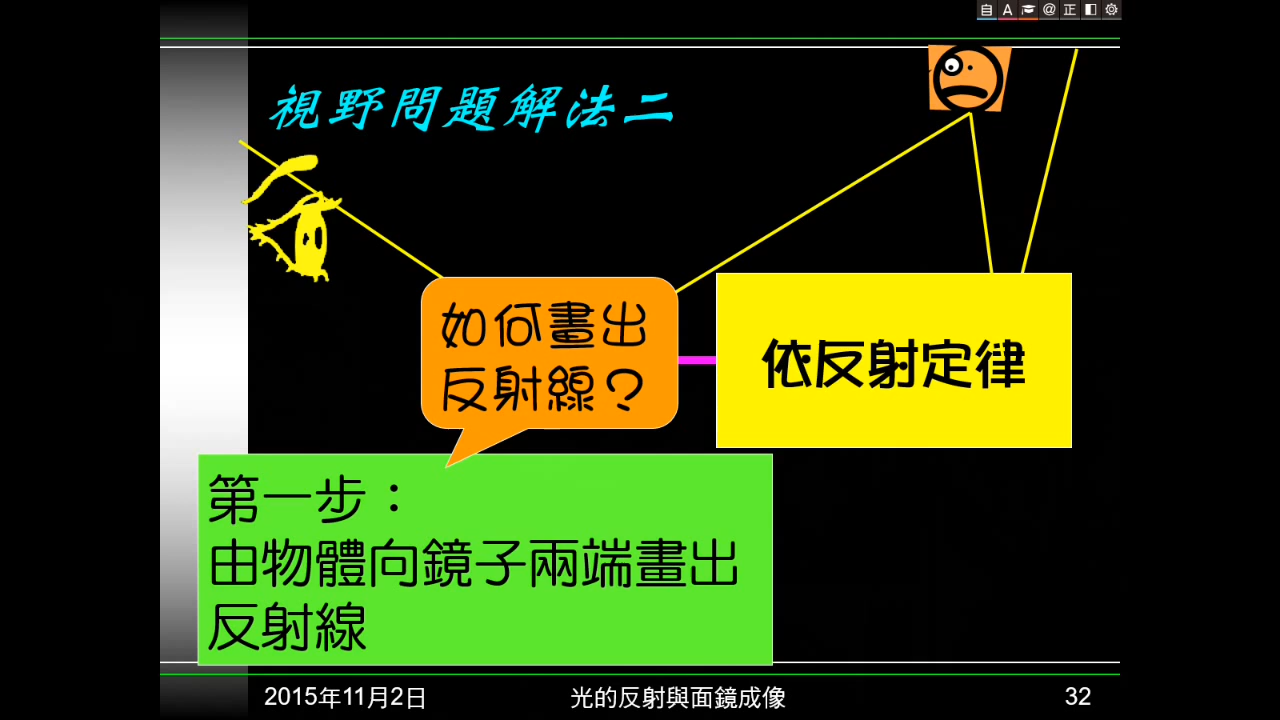 自 A @ 正
視野問題解法二
如何畫出
反射線？
依反射定律
第一步：
由物體向鏡子兩端畫出
反射線
2015年11月2日 光的反射與面鏡成像 32